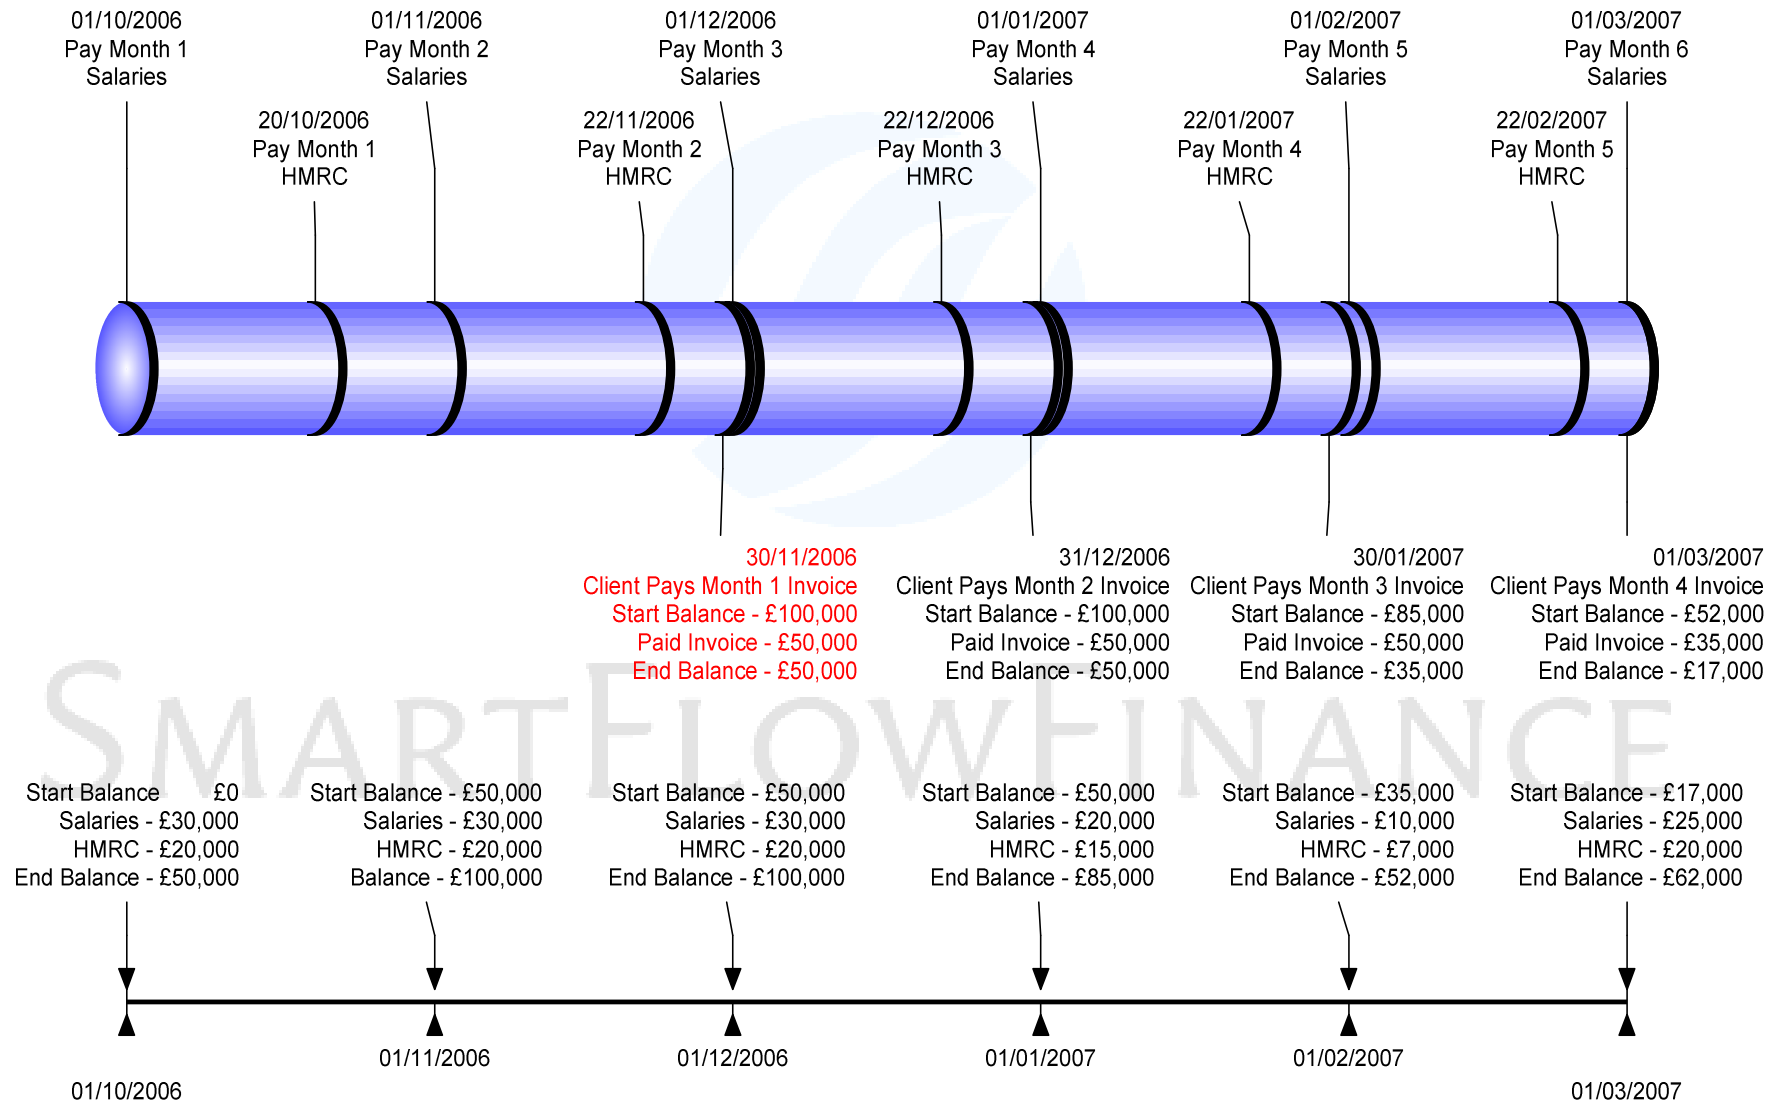 01/10/2006
Pay Month 1
Salaries
01/11/2006
Pay Month 2
Salaries
01/12/2006
Pay Month 3
Salaries
01/01/2007
Pay Month 4
Salaries
01/02/2007
Pay Month 5
Salaries
01/03/2007
Pay Month 6
Salaries
20/10/2006
Pay Month 1
HMRC
22/11/2006
Pay Month 2
HMRC
22/12/2006
Pay Month 3
HMRC
22/01/2007
Pay Month 4
HMRC
22/02/2007
Pay Month 5
HMRC
30/11/2006
Client Pays Month 1 Invoice
Start Balance - £100,000
Paid Invoice - £50,000
End Balance - £50,000
31/12/2006
Client Pays Month 2 Invoice
Start Balance - £100,000
Paid Invoice - £50,000
End Balance - £50,000
30/01/2007
Client Pays Month 3 Invoice
Start Balance - £85,000
Paid Invoice - £50,000
End Balance - £35,000
01/03/2007
Client Pays Month 4 Invoice
Start Balance - £52,000
Paid Invoice - £35,000
End Balance - £17,000
SMARTFLOWFINANCE
Start Balance £0
Salaries - £30,000
HMRC - £20,000
End Balance - £50,000
Start Balance - £50,000
Salaries - £30,000
HMRC - £20,000
Balance - £100,000
Start Balance - £50,000
Salaries - £30,000
HMRC - £20,000
End Balance - £100,000
Start Balance - £50,000
Salaries - £20,000
HMRC - £15,000
End Balance - £85,000
Start Balance - £35,000
Salaries - £10,000
HMRC - £7,000
End Balance - £52,000
Start Balance - £17,000
Salaries - £25,000
HMRC - £20,000
End Balance - £62,000
01/10/2006
01/11/2006
01/12/2006
01/01/2007
01/02/2007
01/03/2007